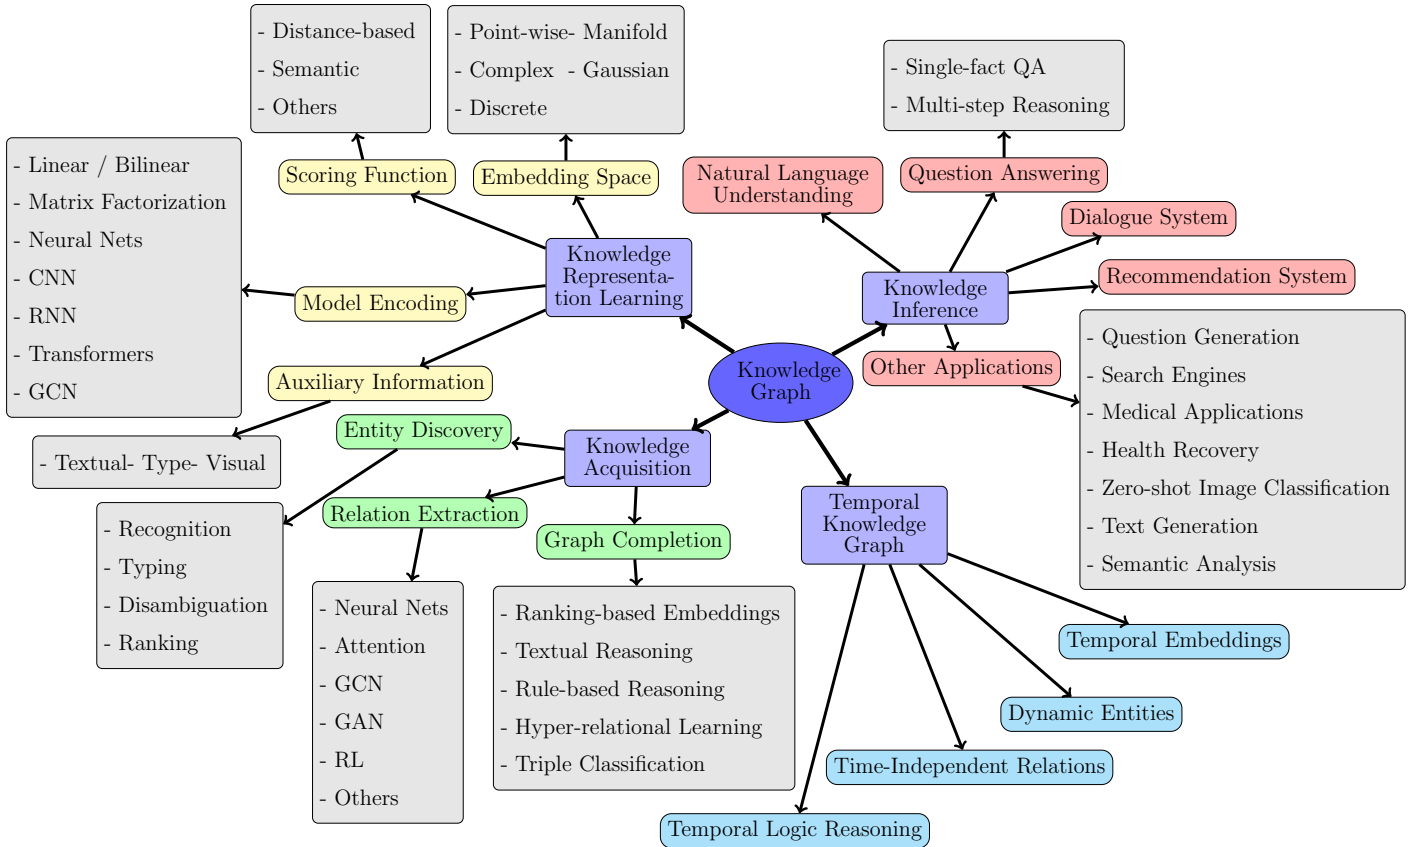 - Distance-based
- Semantic
- Others
- Point-wise- Manifold
- Complex - Gaussian
- Discrete
- Single-fact QA
- Multi-step Reasoning
- Linear / Bilinear
- Matrix Factorization
- Neural Nets
- CNN
- RNN
- Transformers
- GCN
Scoring Function
Embedding Space
Natural Language
Understanding
Question Answering
Dialogue System
Recommendation System
Knowledge
Representa-
tion Learning
Knowledge
Inference
Model Encoding
Auxiliary Information
Knowledge
Graph
Other Applications
- Question Generation
- Search Engines
- Medical Applications
- Health Recovery
- Zero-shot Image Classification
- Text Generation
- Semantic Analysis
- Textual- Type- Visual
Entity Discovery
Knowledge
Acquisition
Relation Extraction
Graph Completion
Temporal
Knowledge
Graph
- Recognition
- Typing
- Disambiguation
- Ranking
- Neural Nets
- Attention
- GCN
- GAN
- RL
- Others
- Ranking-based Embeddings
- Textual Reasoning
- Rule-based Reasoning
- Hyper-relational Learning
- Triple Classification
Temporal Embeddings
Dynamic Entities
Time-Independent Relations
Temporal Logic Reasoning